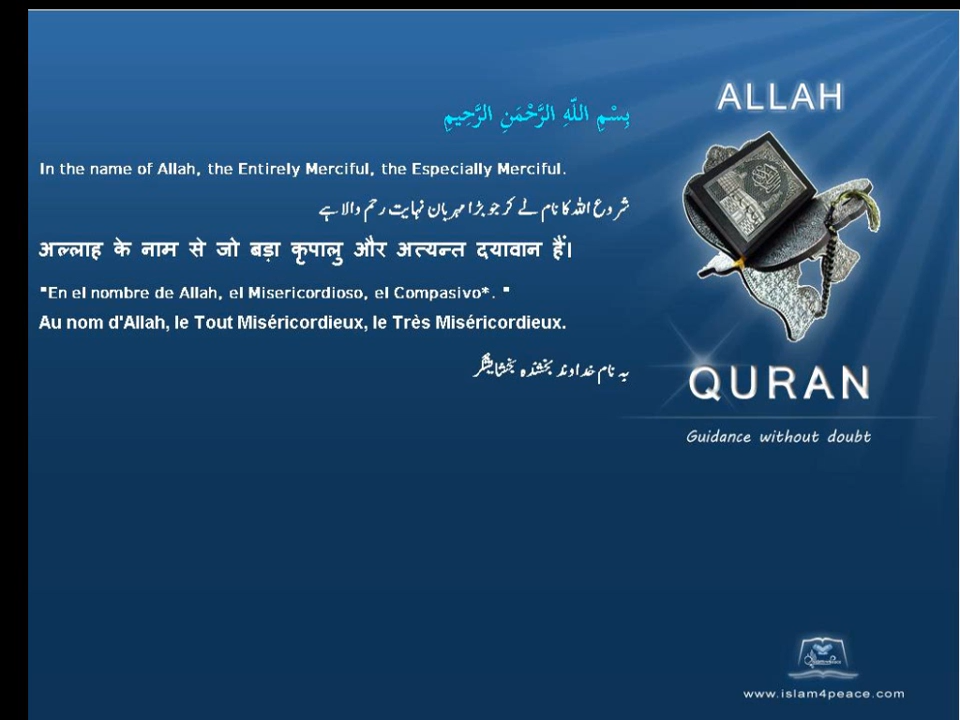 بِسْمِ اللَّهِ الرَّحْمَنِ الرَّحِيمِ
In the name of Allah, the Entirely Merciful, the Especially Merciful.
شروع اللہ کا نام لے کر جو بڑا مہربان نہایت رحم والا ہے
अल्लाह के नाम से जो बड़ा कृपालु और अत्यन्त दयावान हैं।
"En el nombre de Allah, el Misericordioso, el Compasivo*. "
Au nom d'Allah, le Tout Miséricordieux, le Très Miséricordieux.
به نام خداوند بخشنده بخشایشگر
ALLAH
QURAN
Guidance without doubt
www.islam4peace.com